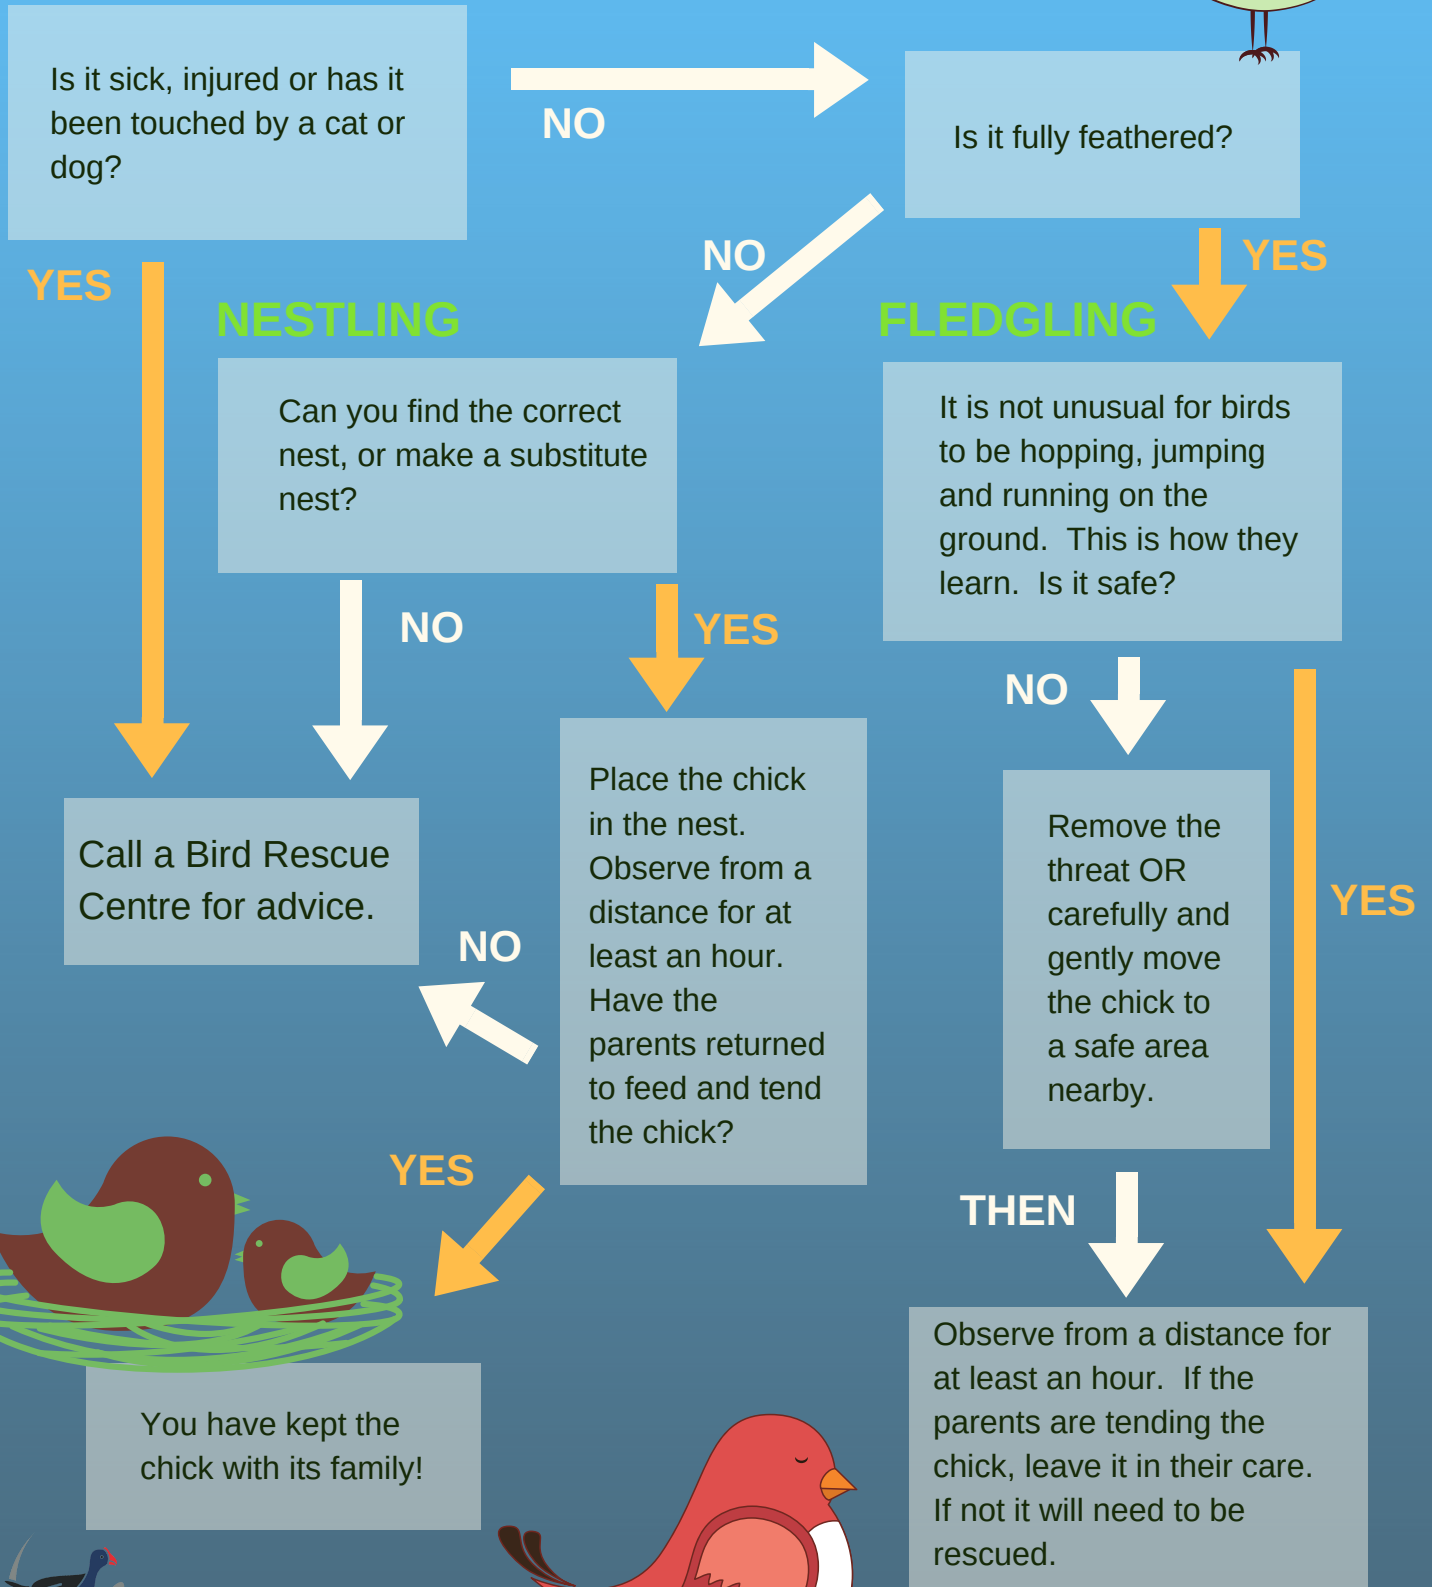 Is it sick, injured or has it
been touched by a cat or
dog?
NO
Is it fully feathered?
NO
YES
YES
NESTLING
FLEDGLING
Can you find the correct
nest, or make a substitute
nest?
It is not unusual for birds
to be hopping, jumping
and running on the
ground.  This is how they
learn.  Is it safe?
NO
YES
NO
Place the chick
in the nest.
Observe from a
distance for at
least an hour.
Have the
parents returned
to feed and tend
the chick?
Remove the
threat OR
carefully and
gently move
the chick to
a safe area
nearby.
YES
Call a Bird Rescue
Centre for advice.
NO
YES
THEN
Observe from a distance for
at least an hour.  If the
parents are tending the
chick, leave it in their care.
If not it will need to be
rescued.
You have kept the
chick with its family!